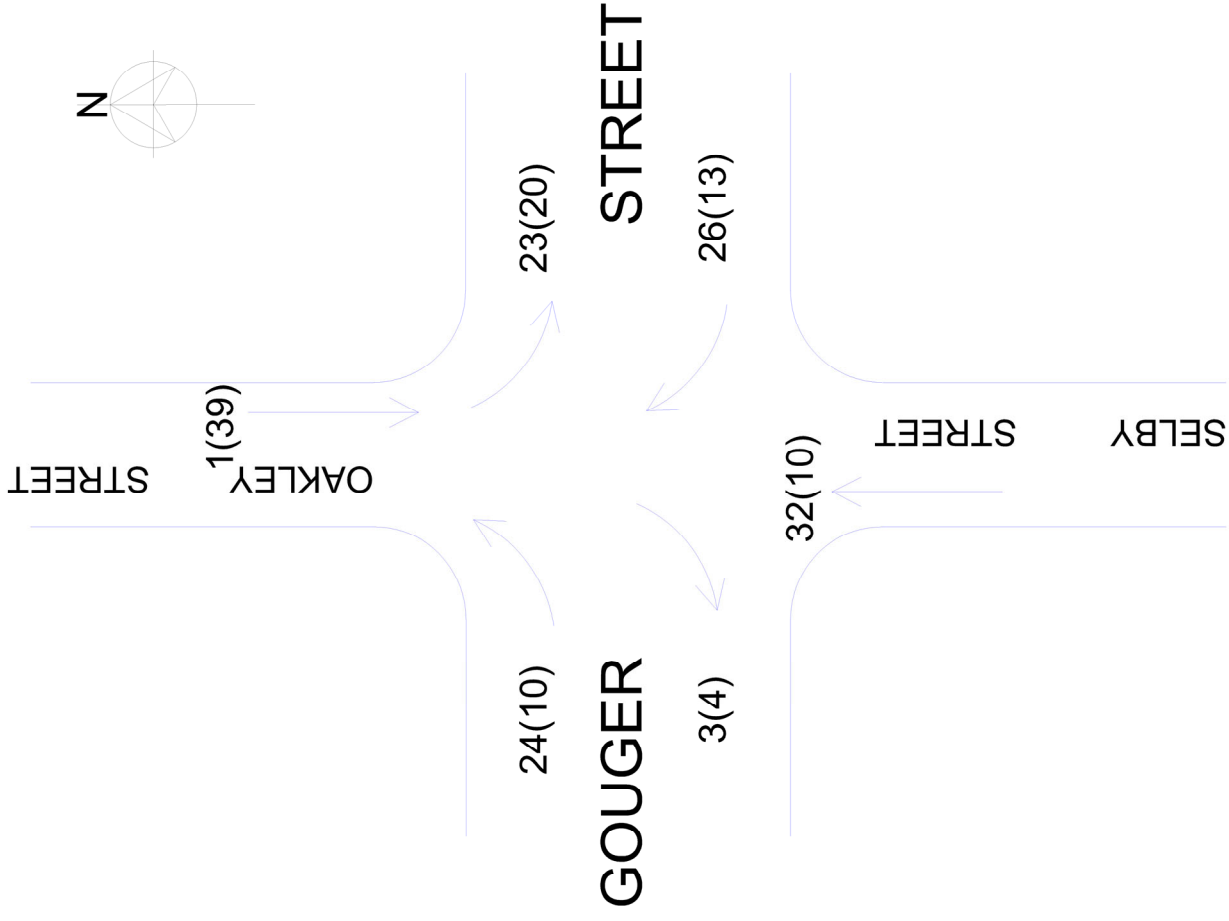 N
STREET
23(20)
26(13)
1(39)
OAKLEY
STREET
32(10)
STREET
SELBY
24(10)
3(4)
GOUGER